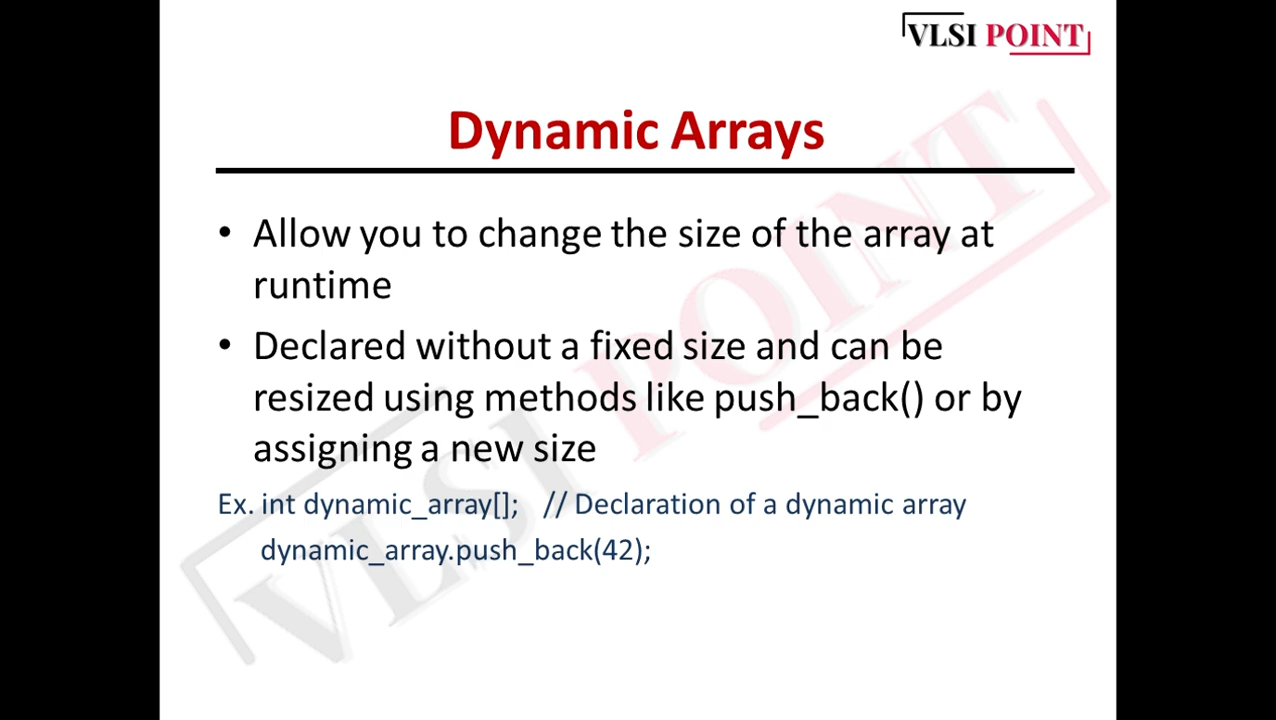 VLSI POINT
Dynamic Arrays
• Allow you to change the size of the array at
runtime
• Declared without a fixed size and can be
resized using methods like push_back() or by
assigning a new size
Ex. int dynamic_array[]; // Declaration of a dynamic array
dynamic_array.push_back(42);
VLSI POINT